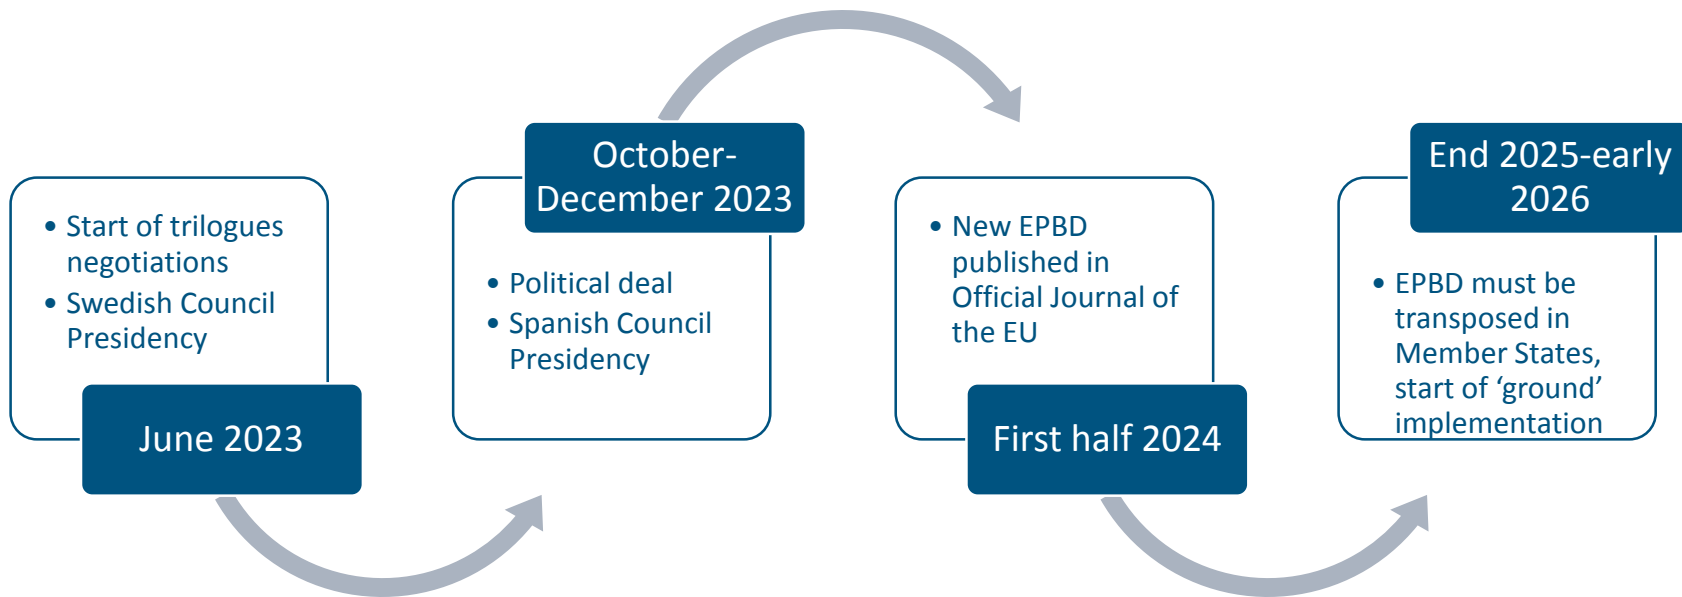 • Start of trilogues
negotiations
• Swedish Council
Presidency
June 2023
October-
December 2023
• Political deal
• Spanish Council
Presidency
• New EPBD
published in
Official Journal of
the EU
First half 2024
End 2025-early
2026
• EPBD must be
transposed in
Member States,
start of ‘ground’
implementation